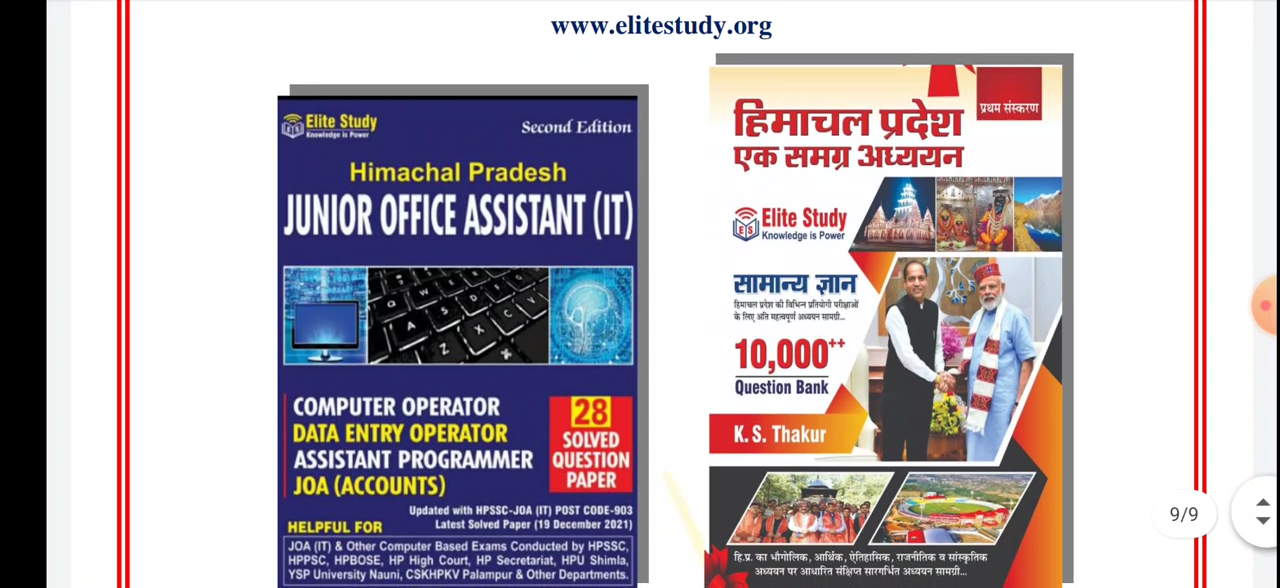 www.elitestudy.org
Elite Study
Knowledge is Power
Second Edition
Himachal Pradesh
JUNIOR OFFICE ASSISTANT (IT)
COMPUTER OPERATOR
DATA ENTRY OPERATOR
ASSISTANT PROGRAMMER
JOA (ACCOUNTS)
28
SOLVED
QUESTION
PAPER
Updated with HPSSC-JOA (IT) POST CODE-903
Latest Solved Paper (19 December 2021)
HELPFUL FOR
JOA (IT) & Other Computer Based Exams Conducted by HPSSC,
HPPSC, HPBOSE, HP High Court, HP Secretariat, HPU Shimla,
YSP University Nauni, CSKHPKV Palampur & Other Departments.
प्रथम संस्करण
हिमाचल प्रदेश
एक समग्र अध्ययन
Elite Study
Knowledge is Power
सामान्य ज्ञान
हिमाचल प्रदेश की विभिन्न प्रतियोगी परीक्षाओं
के लिए अति महत्वपूर्ण अध्ययन सामग्री...
10,000++
Question Bank
K. S. Thakur
हि.प्र. का भौगोलिक, आर्थिक, ऐतिहासिक, राजनीतिक व सांस्कृतिक
अध्ययन पर आधारित संक्षिप्त सारगर्भित अध्ययन सामग्री...
9/9